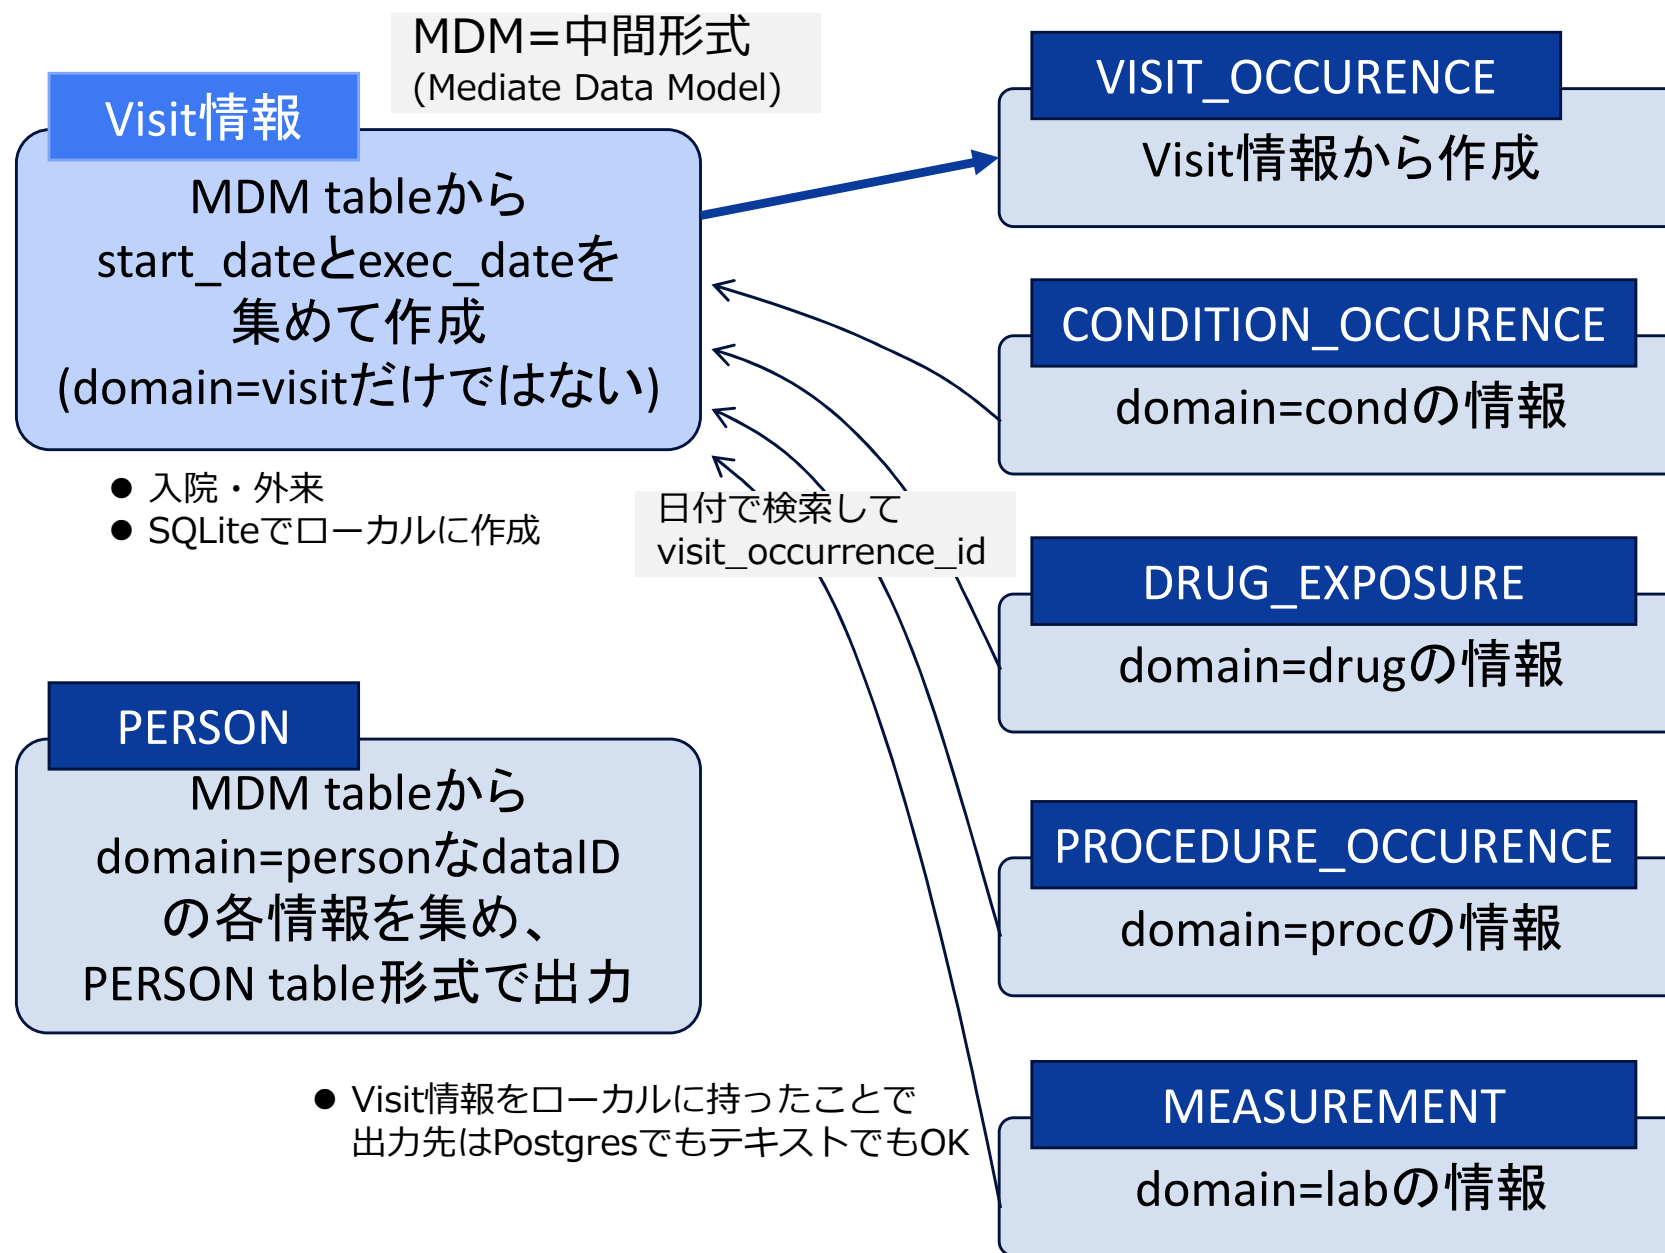 MDM=中間形式
(Mediate Data Model)
Visit情報
MDM tableから
start_dateとexec_dateを
集めて作成
(domain=visitだけではない)
● 入院・外来
● SQLiteでローカルに作成
PERSON
MDM tableから
domain=personなdataID
の各情報を集め、
PERSON table形式で出力
● Visit情報をローカルに持ったことで
出力先はPostgresでもテキストでもOK
日付で検索して
visit_occurrence_id
VISIT_OCCURENCE
Visit情報から作成
CONDITION_OCCURENCE
domain=condの情報
DRUG_EXPOSURE
domain=drugの情報
PROCEDURE_OCCURENCE
domain=procの情報
MEASUREMENT
domain=labの情報